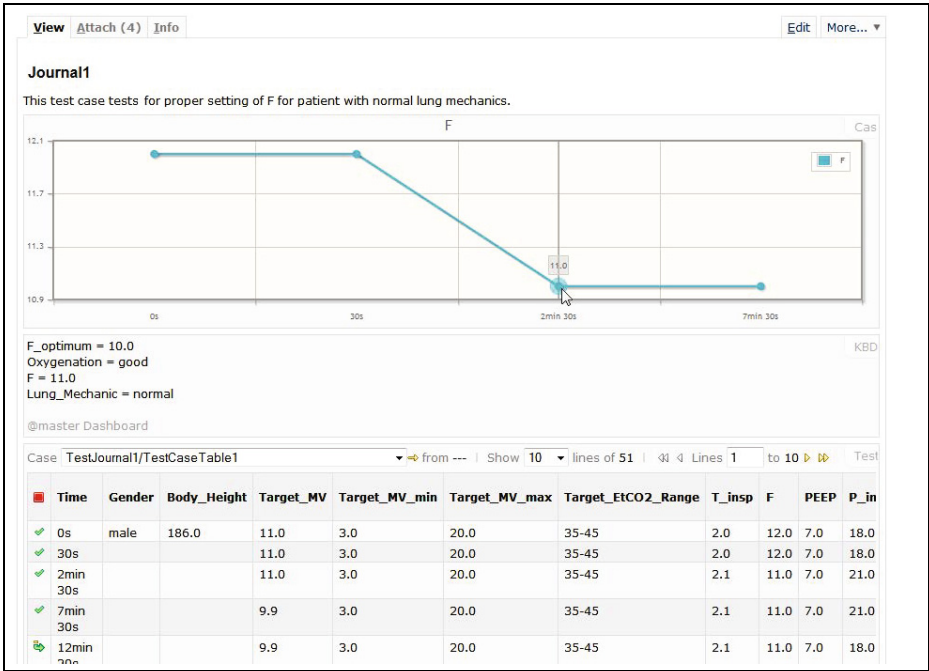 View Attach (4) Info Edit More...
Journal1
This test case tests for proper setting of F for patient with normal lung mechanics.
F
Cas
12.1
F
11.7
11.3
11.0
10.9
0s 30s 2min 30s 7min 30s
F_optimum = 10.0
KBD
Oxygenation = good
F = 11.0
Lung_Mechanic = normal
@master Dashboard
Case TestJournal1/TestCaseTable1 from --- | Show 10 lines of 51 | Lines 1 to 10 Test
Time Gender Body_Height Target_MV Target_MV_min Target_MV_max Target_EtCO2_Range T_insp F PEEP P_in
0s male 186.0 11.0 3.0 20.0 35-45 2.0 12.0 7.0 18.0
30s 11.0 3.0 20.0 35-45 2.0 12.0 7.0 18.0
2min 11.0 3.0 20.0 35-45 2.1 11.0 7.0 21.0
30s
7min 9.9 3.0 20.0 35-45 2.1 11.0 7.0 21.0
30s
12min 9.9 3.0 20.0 35-45 2.1 11.0 7.0 18.0